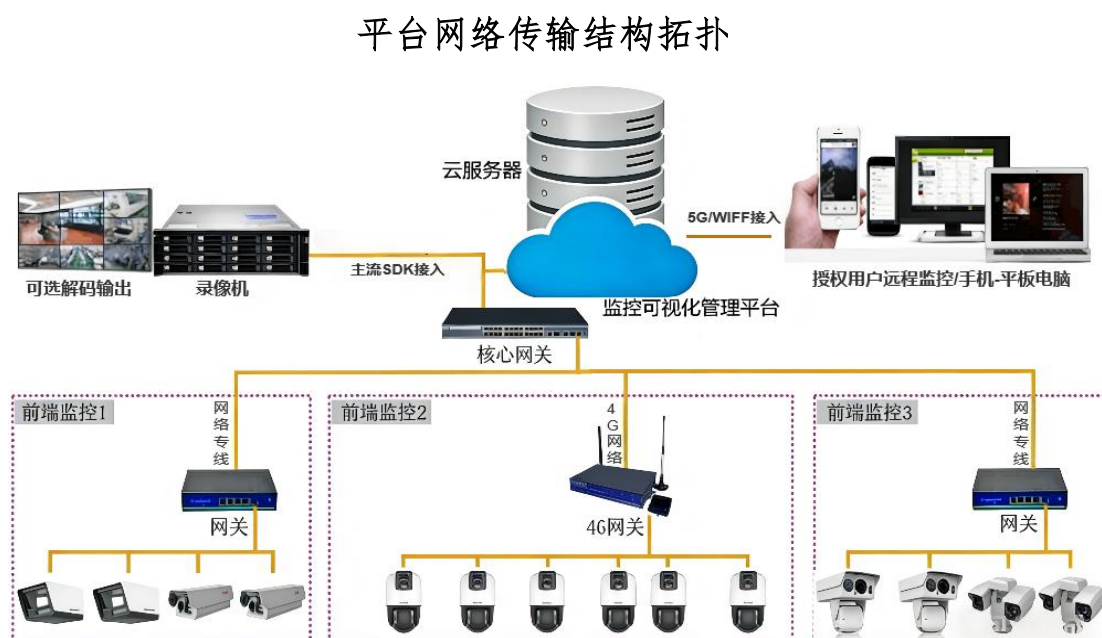 平台网络传输结构拓扑
云服务器
5G/WIFF接入
主流SDK接入
可选解码输出
录像机
监控可视化管理平台
授权用户远程监控/手机-平板电脑
核心网关
前端监控1
网络专线
网关
前端监控2
4G网络
4G网关
前端监控3
网络专线
网关